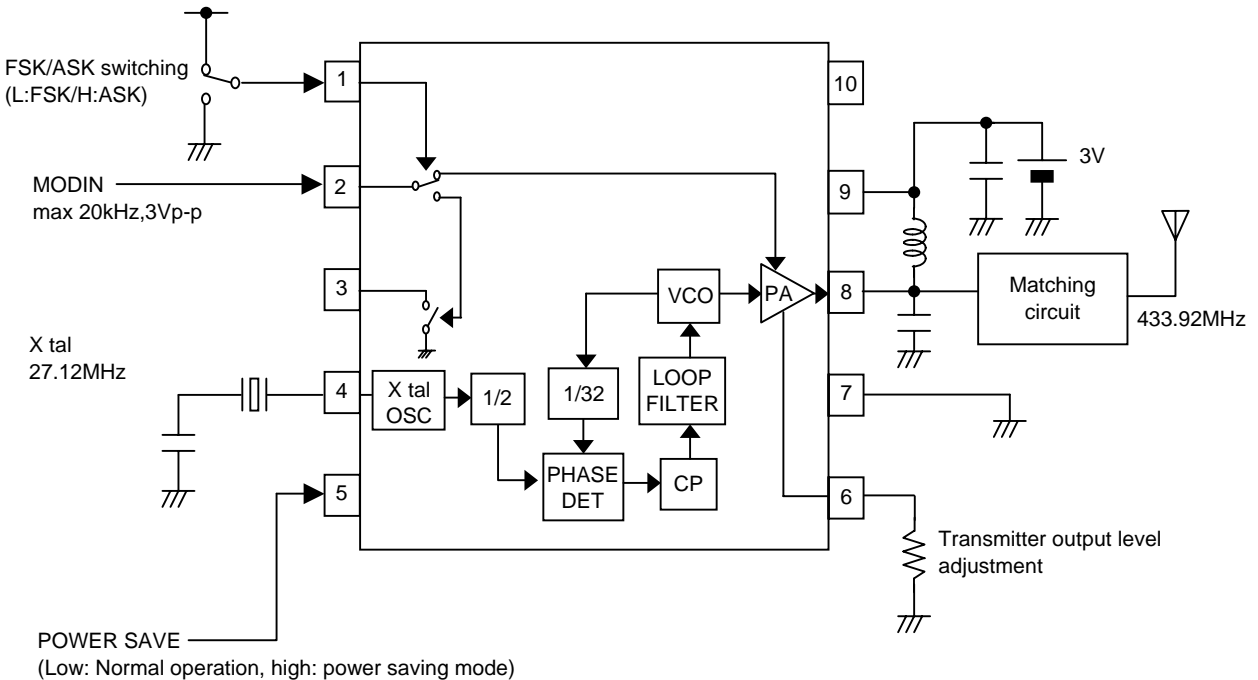 FSK/ASK switching
(L:FSK/H:ASK)
1
10
MODIN
max 20kHz,3Vp-p
2
3V
9
3
VCO
PA
8
Matching
circuit
433.92MHz
X tal
27.12MHz
4
X tal
OSC
1/2
1/32
LOOP
FILTER
7
5
PHASE
DET
CP
6
Transmitter output level
adjustment
POWER SAVE
(Low: Normal operation, high: power saving mode)